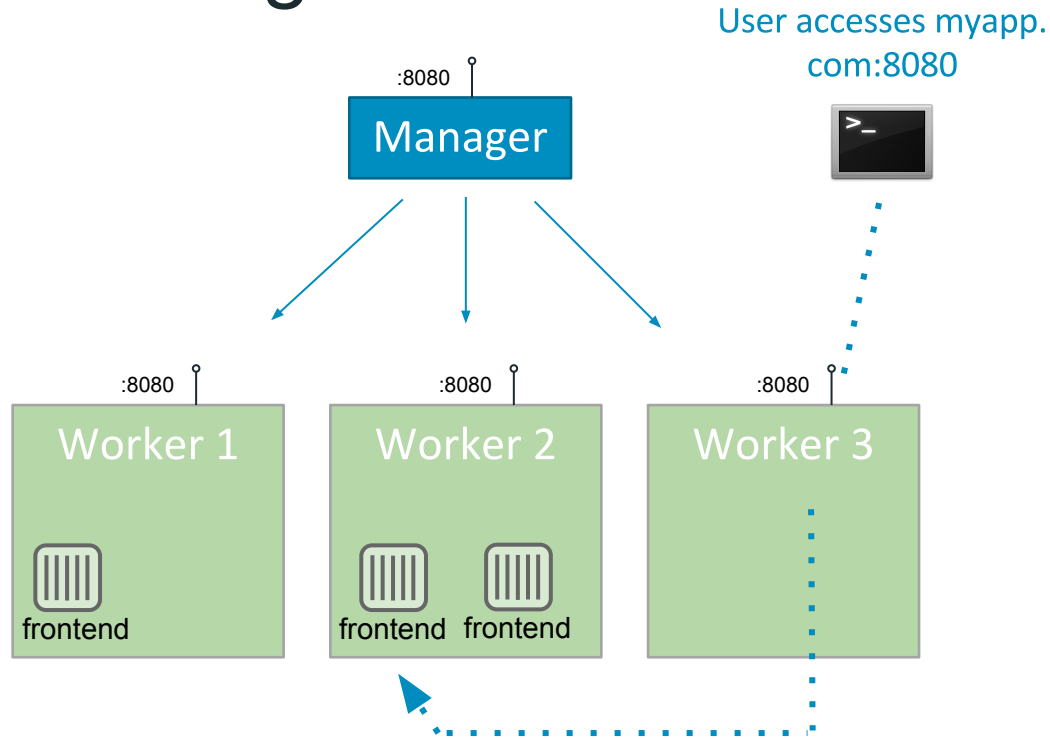 User accesses myapp.
com:8080
:8080
Manager
>_
:8080
:8080
:8080
Worker 1
Worker 2
Worker 3
frontend
frontend
frontend